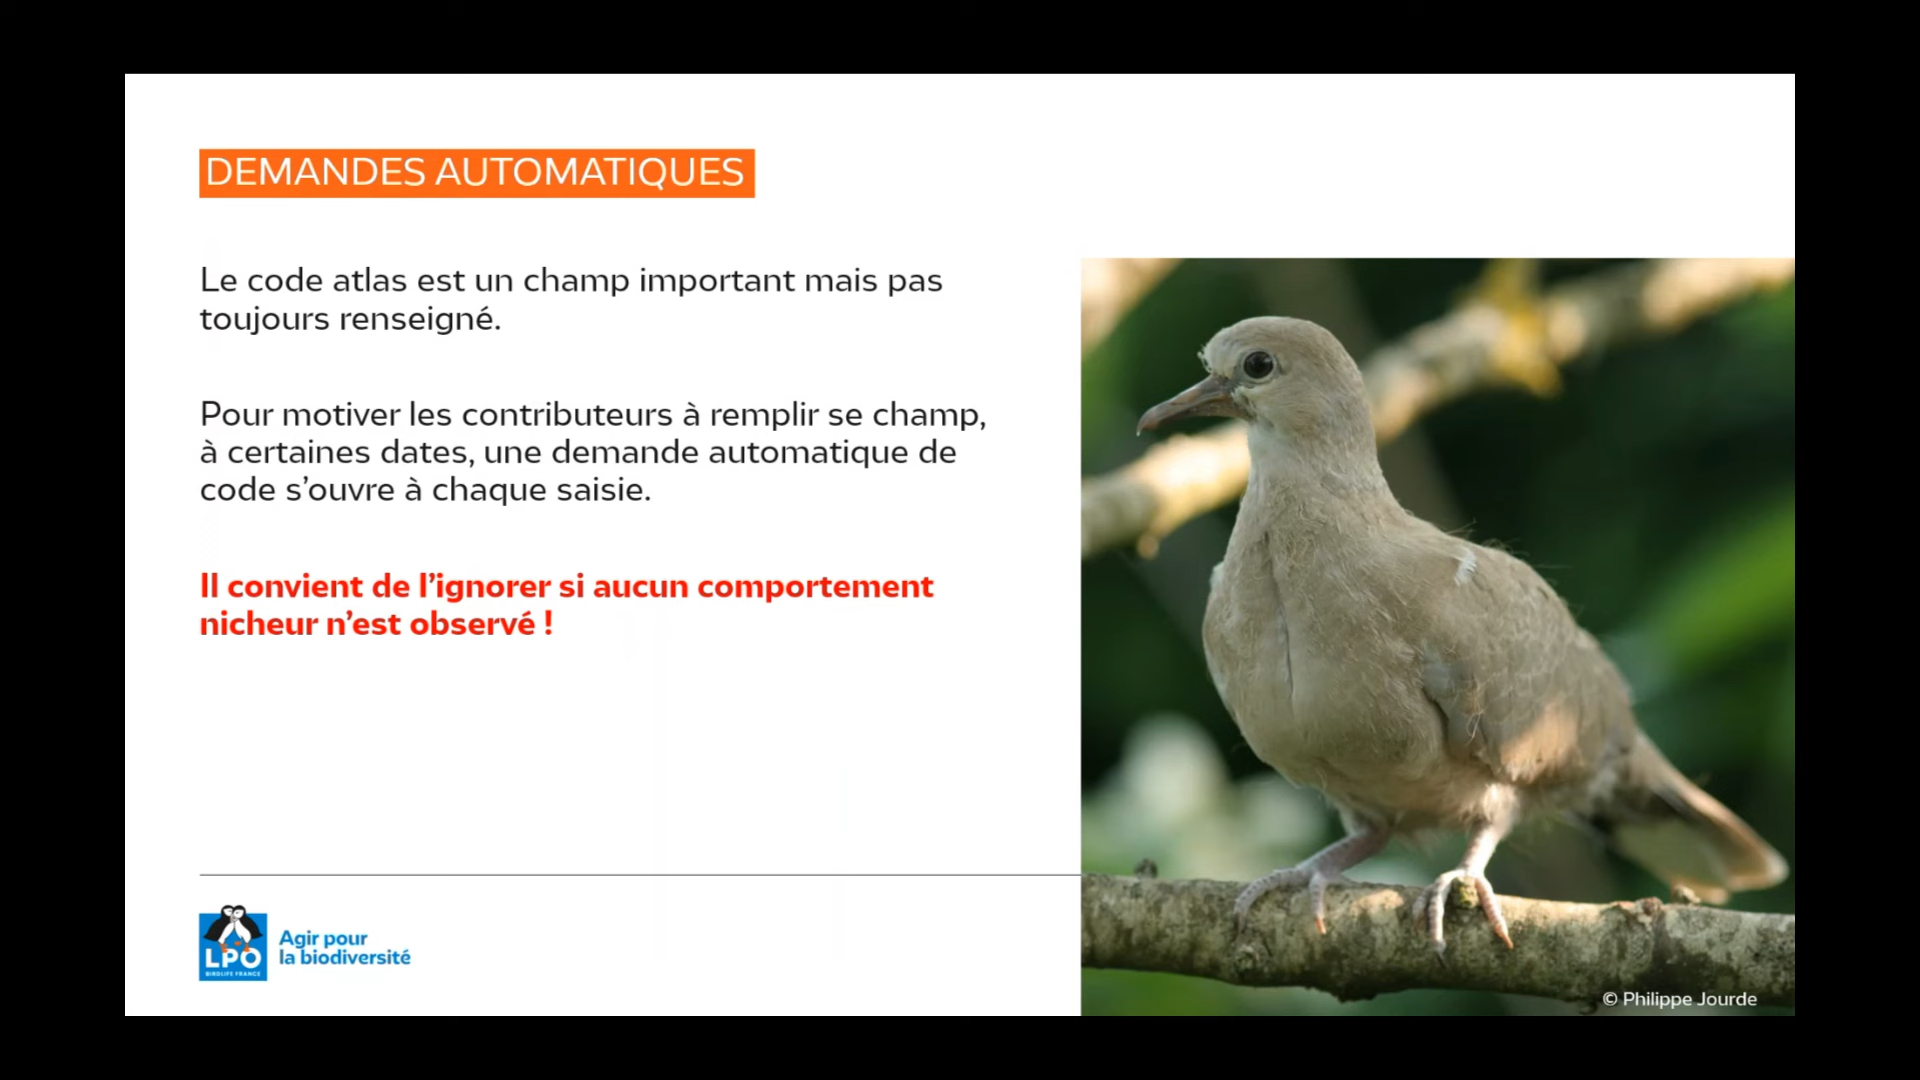 DEMANDES AUTOMATIQUES
Le code atlas est un champ important mais pas
toujours renseigné.
Pour motiver les contributeurs à remplir se champ,
à certaines dates, une demande automatique de
code s’ouvre à chaque saisie.
Il convient de l’ignorer si aucun comportement
nicheur n’est observé !
LPO
BIRDLIFE FRANCE
Agir pour
la biodiversité
© Philippe Jourde